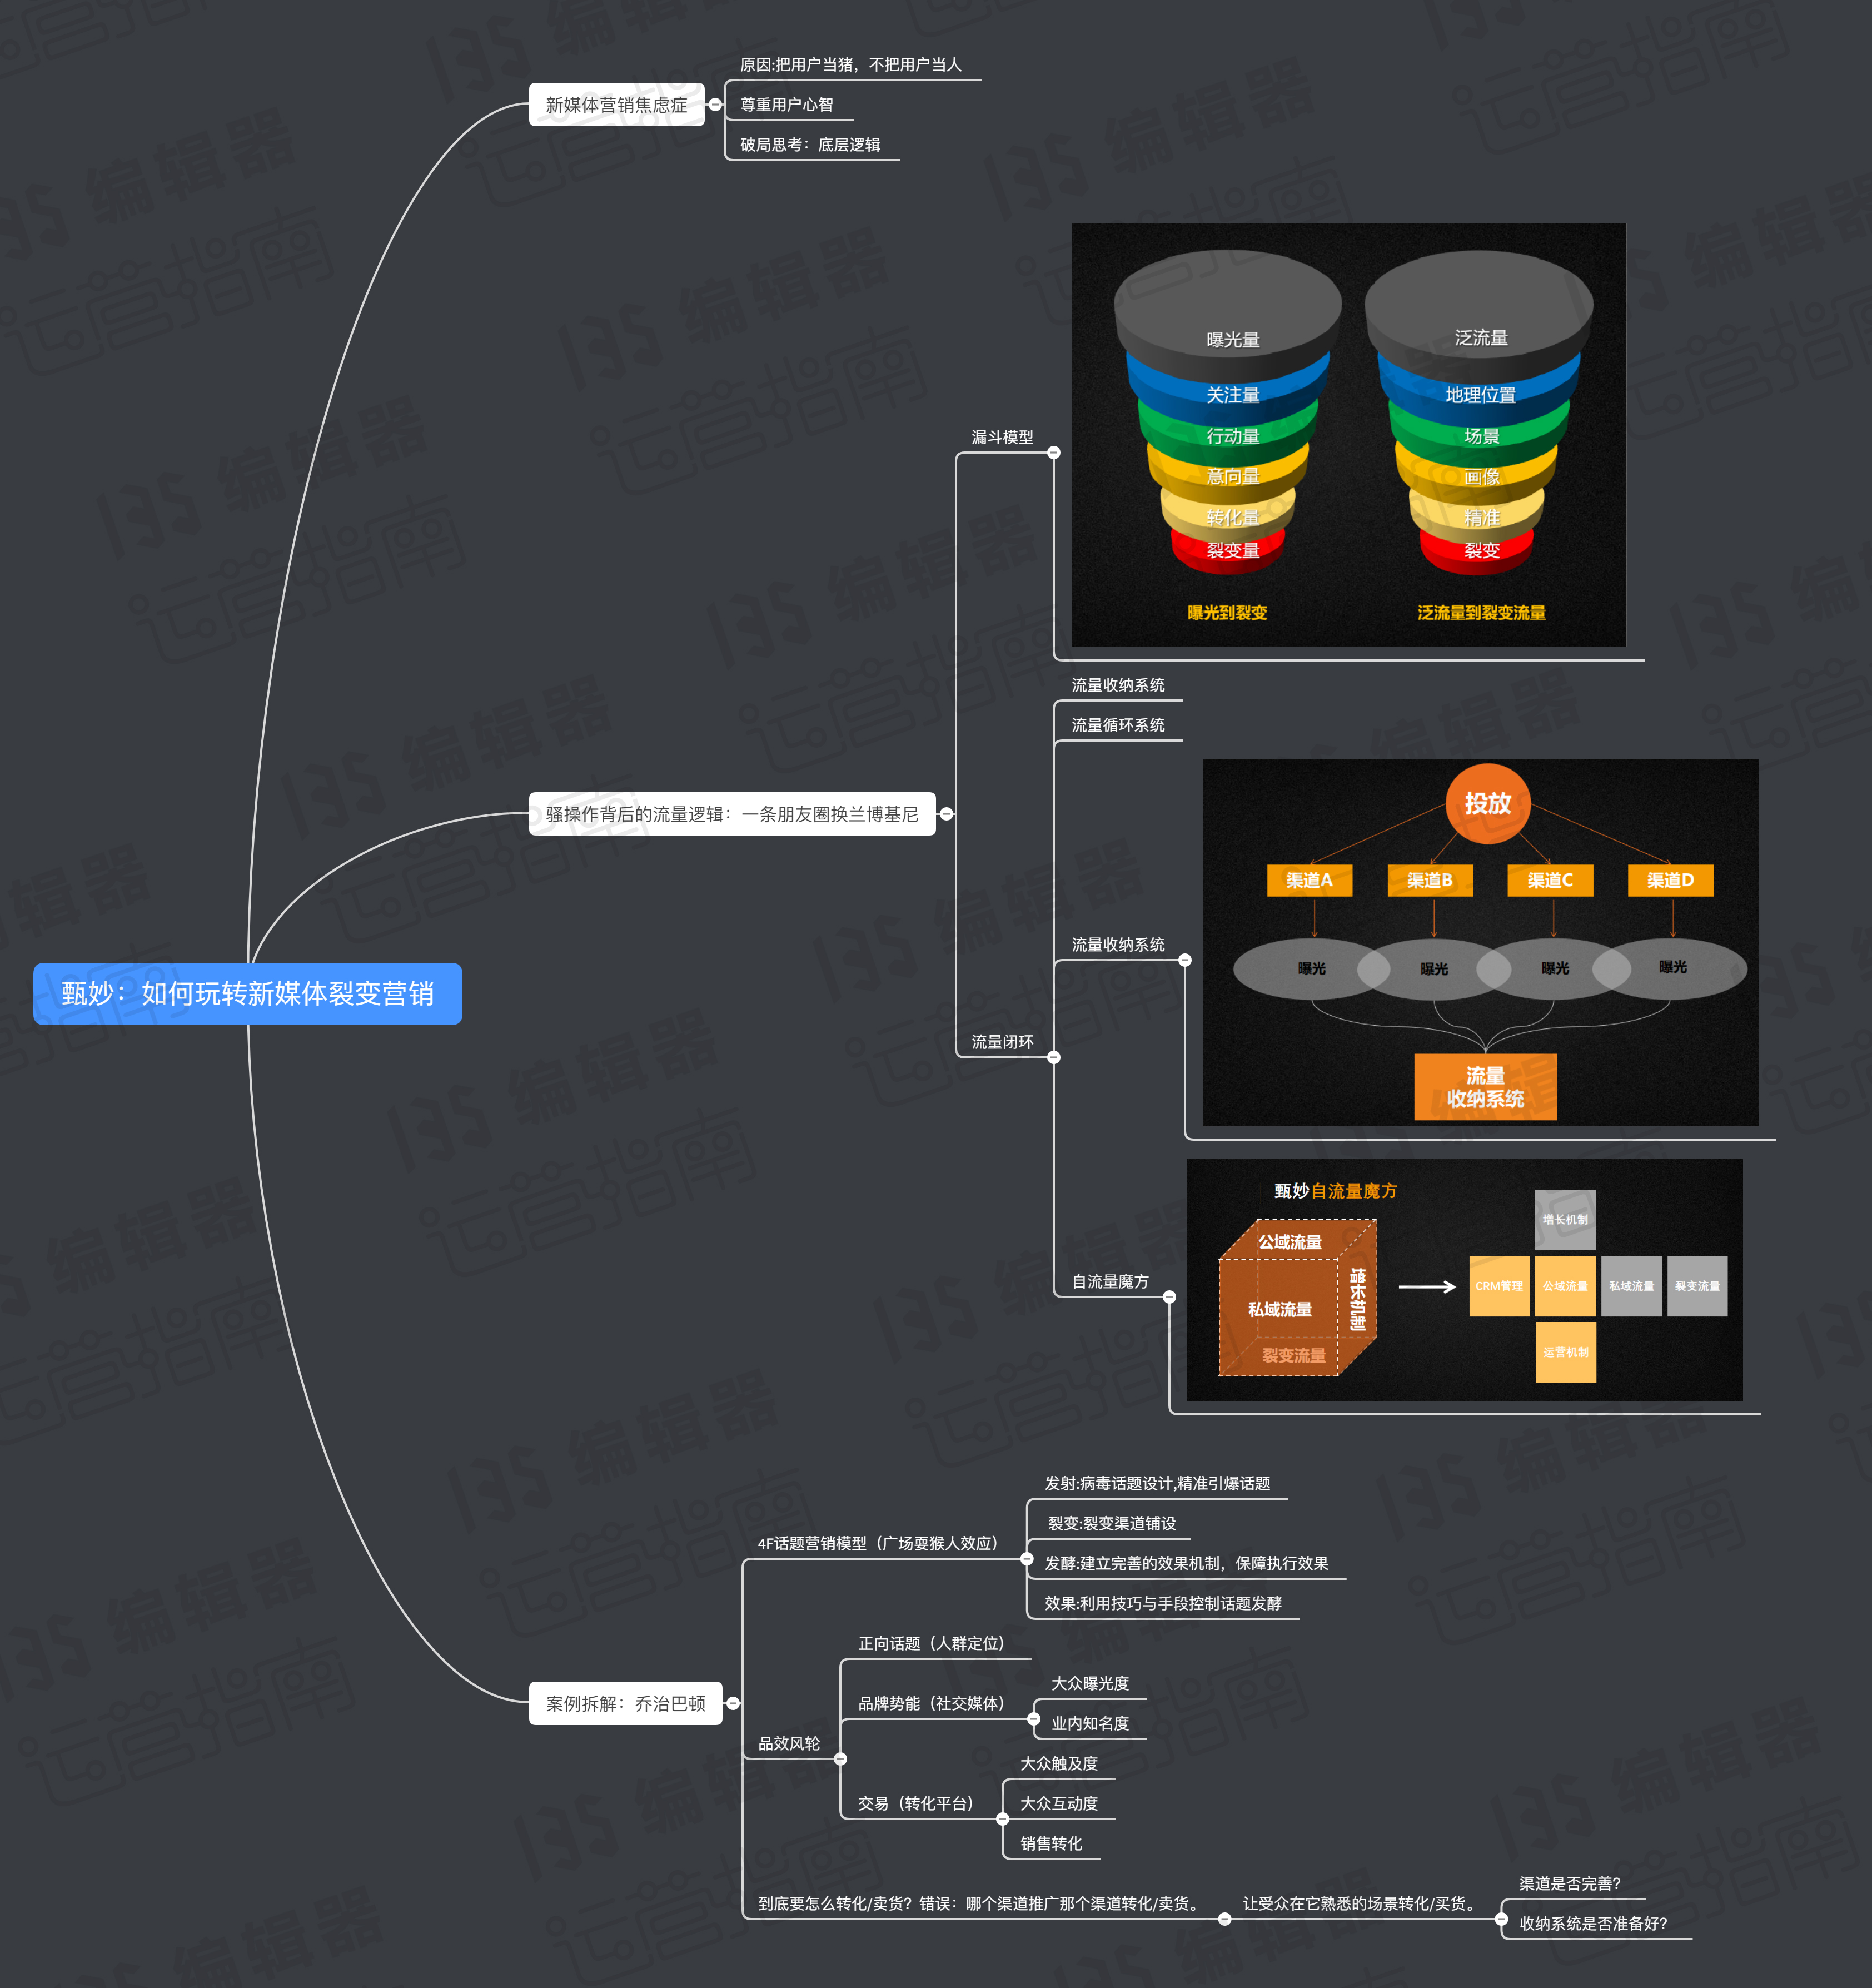 甄妙：如何玩转新媒体裂变营销
新媒体营销焦虑症
原因:把用户当猪，不把用户当人
尊重用户心智
破局思考：底层逻辑
骚操作背后的流量逻辑：一条朋友圈换兰博基尼
漏斗模型
曝光量
关注量
行动量
意向量
转化量
裂变量
曝光到裂变
泛流量
地理位置
场景
画像
精准
裂变
泛流量到裂变流量
流量闭环
流量收纳系统
流量循环系统
流量收纳系统
投放
渠道A
渠道B
渠道C
渠道D
曝光
曝光
曝光
曝光
流量
收纳系统
自流量魔方
甄妙自流量魔方
公域流量
私域流量
增长机制
裂变流量
增长机制
CRM管理
公域流量
私域流量
裂变流量
运营机制
案例拆解：乔治巴顿
4F话题营销模型（广场耍猴人效应）
发射:病毒话题设计,精准引爆话题
裂变:裂变渠道铺设
发酵:建立完善的效果机制，保障执行效果
效果:利用技巧与手段控制话题发酵
品效风轮
正向话题（人群定位）
品牌势能（社交媒体）
大众曝光度
业内知名度
交易（转化平台）
大众触及度
大众互动度
销售转化
到底要怎么转化/卖货？错误：哪个渠道推广那个渠道转化/卖货。
让受众在它熟悉的场景转化/买货。
渠道是否完善?
收纳系统是否准备好?
135 编辑器
运营指南